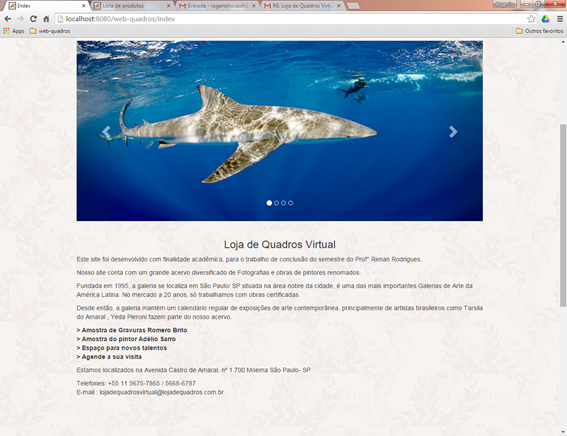 Index
Lista de produtos
Entrada - rogeriohorauti@
RS: Loja de Quadros Virtu
localhost:8080/web-quadros/index
Apps
web-quadros
Outros favoritos
Loja de Quadros Virtual
Este site foi desenvolvido com finalidade acadêmica, para o trabalho de conclusão do semestre do Prof° Renan Rodrigues.
Nosso site conta com um grande acervo diversificado de Fotografias e obras de pintores renomados.
Fundada em 1995, a galeria se localiza em São Paulo/ SP situada na área nobre da cidade, é uma das mais importantes Galerias de Arte da
América Latina. No mercado a 20 anos, só trabalhamos com obras certificadas.
Desde então, a galeria mantém um calendário regular de exposições de arte contemporânea, principalmente de artistas brasileiros como Tarsila
do Amaral , Yeda Pieroni fazem parte do nosso acervo.
> Amostra de Gravuras Romero Brito
> Amostra do pintor Adélio Sarro
> Espaço para novos talentos
> Agende a sua visita
Estamos localizados na Avenida Castro de Amaral, nº 1.700 Moema São Paulo- SP
Telefones: +55 11 5675-7865 / 5668-6787
E-mail : lojadequadrosvirtual@lojadequadros.com.br